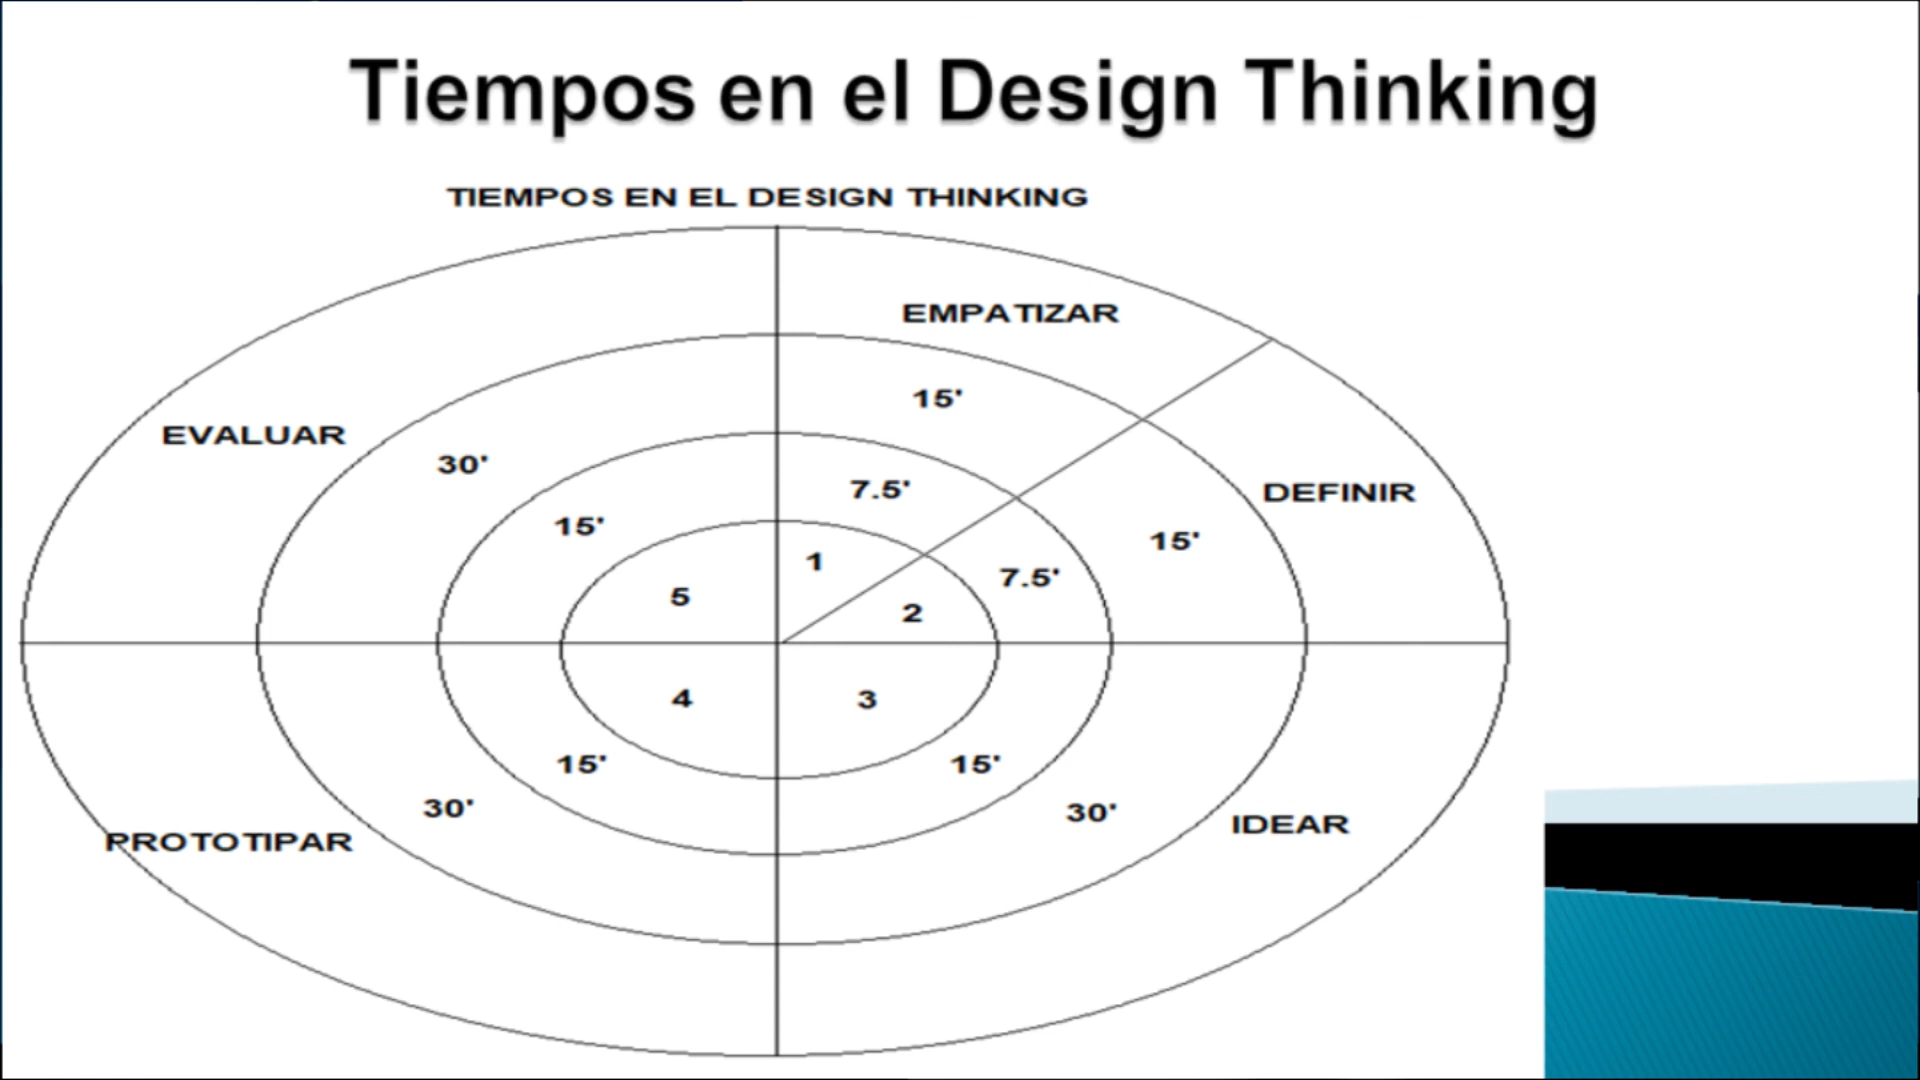 Tiempos en el Design Thinking
TIEMPOS EN EL DESIGN THINKING
EMPATIZAR
15'
EVALUAR
30'
7.5'
DEFINIR
15'
15'
1
7.5'
5
2
4
3
15'
15'
30'
30'
IDEAR
PROTOTIPAR